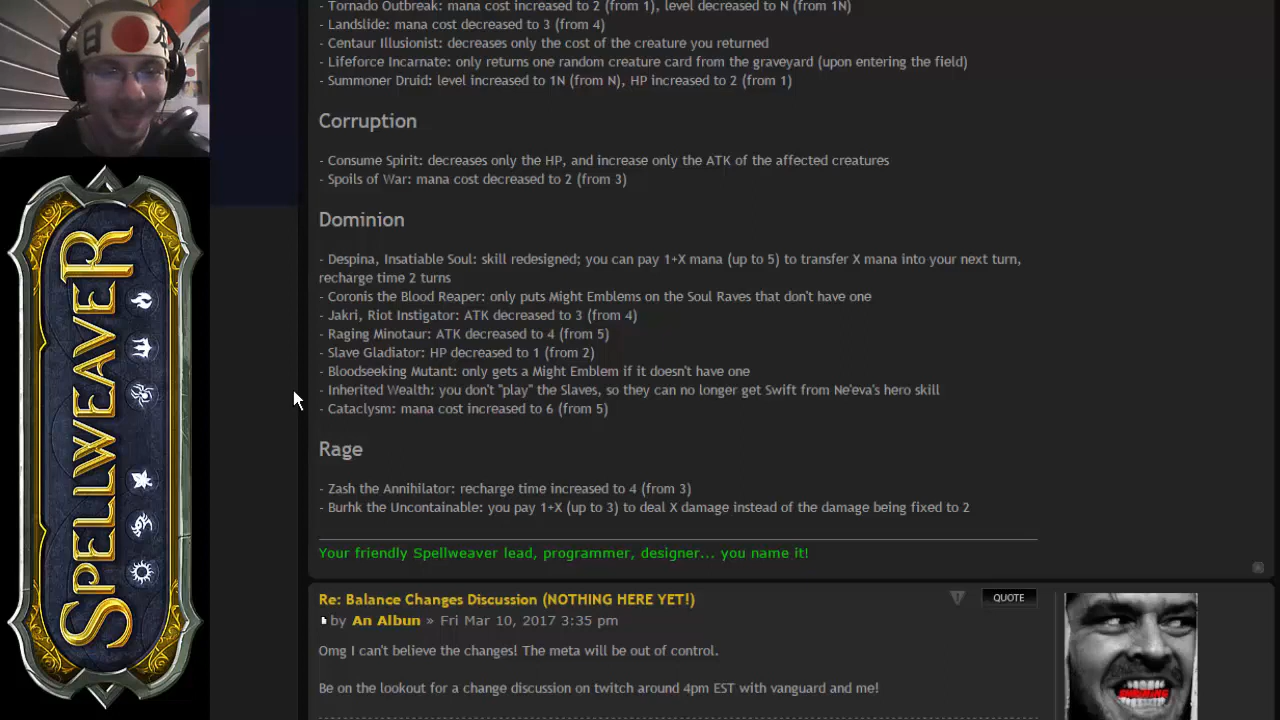 - Tornado Outbreak: mana cost increased to 2 (from 1), level decreased to N (from 1N)
- Landslide: mana cost decreased to 3 (from 4)
- Centaur Illusionist: decreases only the cost of the creature you returned
- Lifeforce Incarnate: only returns one random creature card from the graveyard (upon entering the field)
- Summoner Druid: level increased to 1N (from N), HP increased to 2 (from 1)
Corruption
- Consume Spirit: decreases only the HP, and increase only the ATK of the affected creatures
- Spoils of War: mana cost decreased to 2 (from 3)
Dominion
- Despina, Insatiable Soul: skill redesigned; you can pay 1+X mana (up to 5) to transfer X mana into your next turn,
recharge time 2 turns
- Coronis the Blood Reaper: only puts Might Emblems on the Soul Raves that don't have one
- Jakri, Riot Instigator: ATK decreased to 3 (from 4)
- Raging Minotaur: ATK decreased to 4 (from 5)
- Slave Gladiator: HP decreased to 1 (from 2)
- Bloodseeking Mutant: only gets a Might Emblem if it doesn't have one
- Inherited Wealth: you don't "play" the Slaves, so they can no longer get Swift from Ne'eva's hero skill
- Cataclysm: mana cost increased to 6 (from 5)
Rage
- Zash the Annihilator: recharge time increased to 4 (from 3)
- Burhk the Uncontainable: you pay 1+X (up to 3) to deal X damage instead of the damage being fixed to 2
Your friendly Spellweaver lead, programmer, designer... you name it!
Re: Balance Changes Discussion (NOTHING HERE YET!)
QUOTE
by An Albun » Fri Mar 10, 2017 3:35 pm
Omg I can't believe the changes! The meta will be out of control.
Be on the lookout for a change discussion on twitch around 4pm EST with vanguard and me!
SPELLWEAVER
日